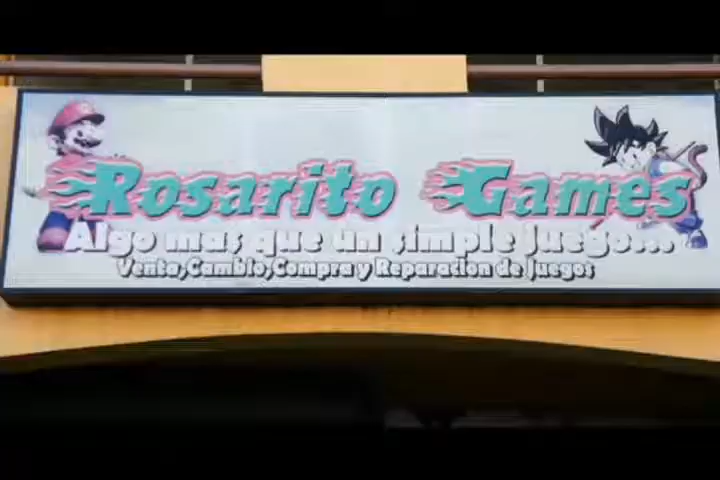 Rosarito Games
Algo mas que un simple Juego...
Venta,Cambio,Compra y Reparacion de Juegos